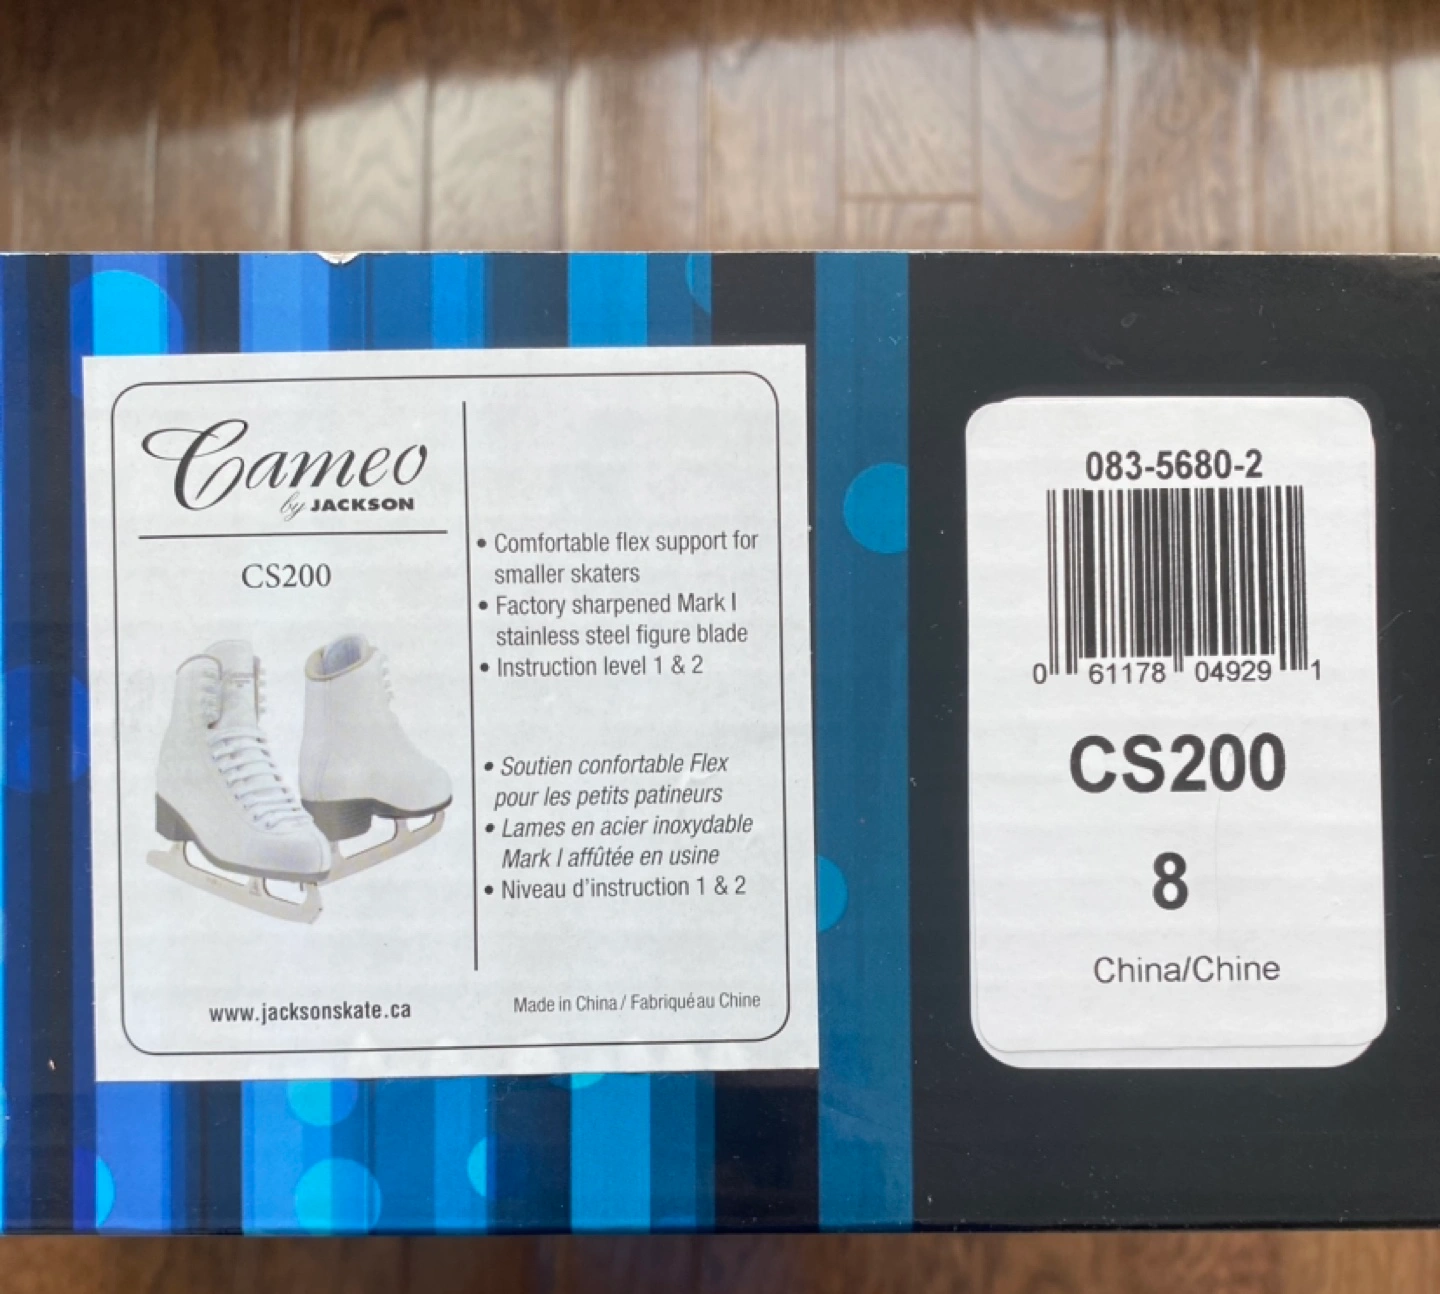 Cameo
by JACKSON
CS200
• Comfortable flex support for
smaller skaters
• Factory sharpened Mark I
stainless steel figure blade
• Instruction level 1 & 2
• Soutien confortable Flex
pour les petits patineurs
• Lames en acier inoxydable
Mark I affûtée en usine
• Niveau d'instruction 1 & 2
www.jacksonskate.ca
Made in China / Fabriqué au Chine
083-5680-2
0 61178 04929 1
CS200
8
China/Chine